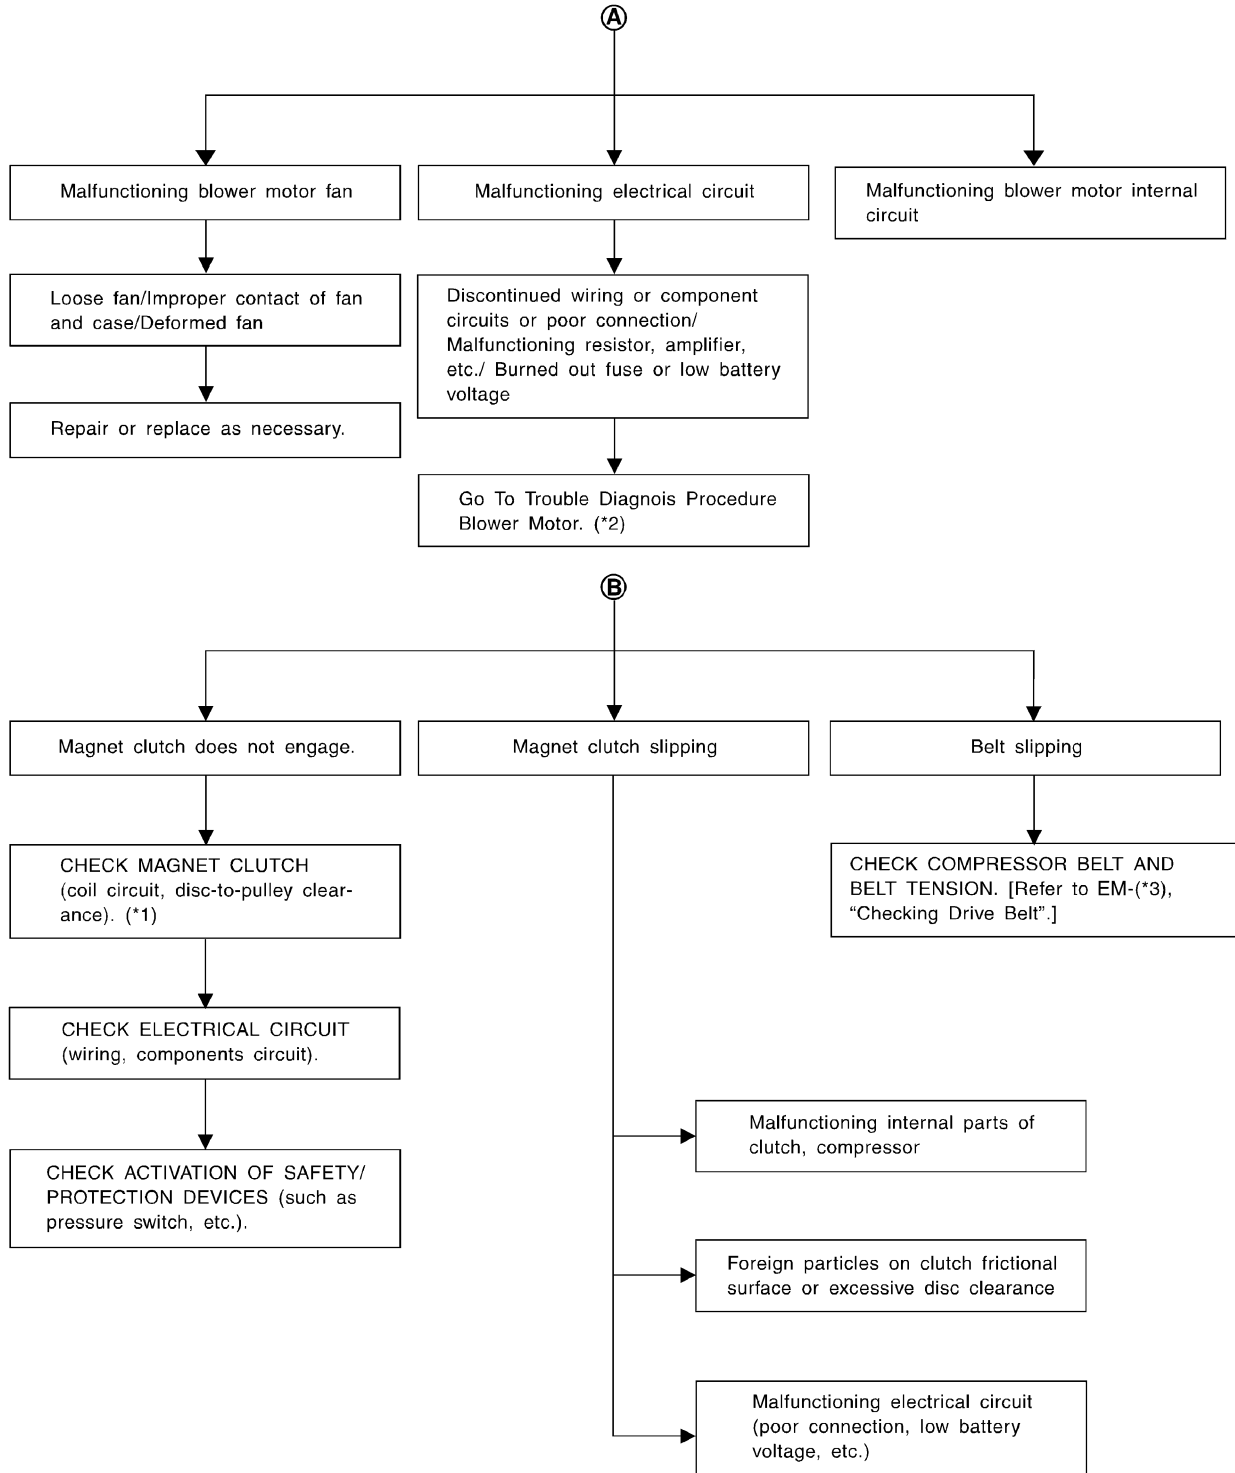 A
Malfunctioning blower motor fan
Malfunctioning electrical circuit
Malfunctioning blower motor internal
circuit
Loose fan/Improper contact of fan
and case/Deformed fan
Discontinued wiring or component
circuits or poor connection/
Malfunctioning resistor, amplifier,
etc./ Burned out fuse or low battery
voltage
Repair or replace as necessary.
Go To Trouble Diagnois Procedure
Blower Motor. (*2)
B
Magnet clutch does not engage.
Magnet clutch slipping
Belt slipping
CHECK MAGNET CLUTCH
(coil circuit, disc-to-pulley clear-
ance). (*1)
CHECK COMPRESSOR BELT AND
BELT TENSION. [Refer to EM-(*3),
“Checking Drive Belt”.]
CHECK ELECTRICAL CIRCUIT
(wiring, components circuit).
CHECK ACTIVATION OF SAFETY/
PROTECTION DEVICES (such as
pressure switch, etc.).
Malfunctioning internal parts of
clutch, compressor
Foreign particles on clutch frictional
surface or excessive disc clearance
Malfunctioning electrical circuit
(poor connection, low battery
voltage, etc.)